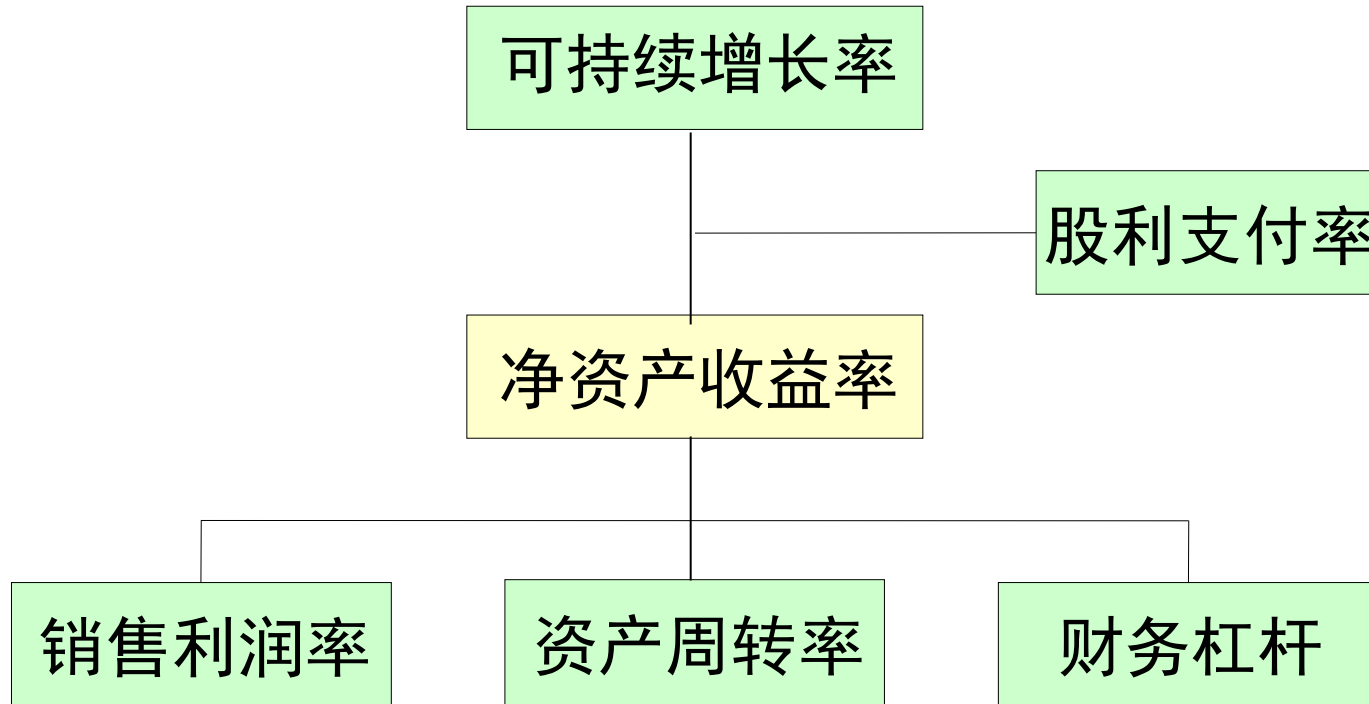 可持续增长率
股利支付率
净资产收益率
销售利润率
资产周转率
财务杠杆